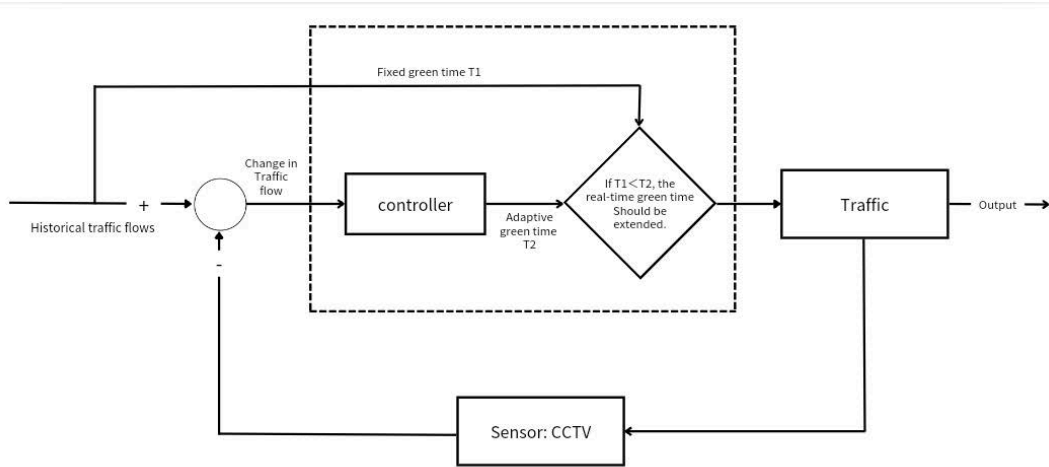 Fixed green time T1
Change in
Traffic
flow
If T1<T2, the
real-time green time
Should be
extended.
+
controller
Traffic
Output
Historical traffic flows
Adaptive
green time
T2
-
Sensor: CCTV